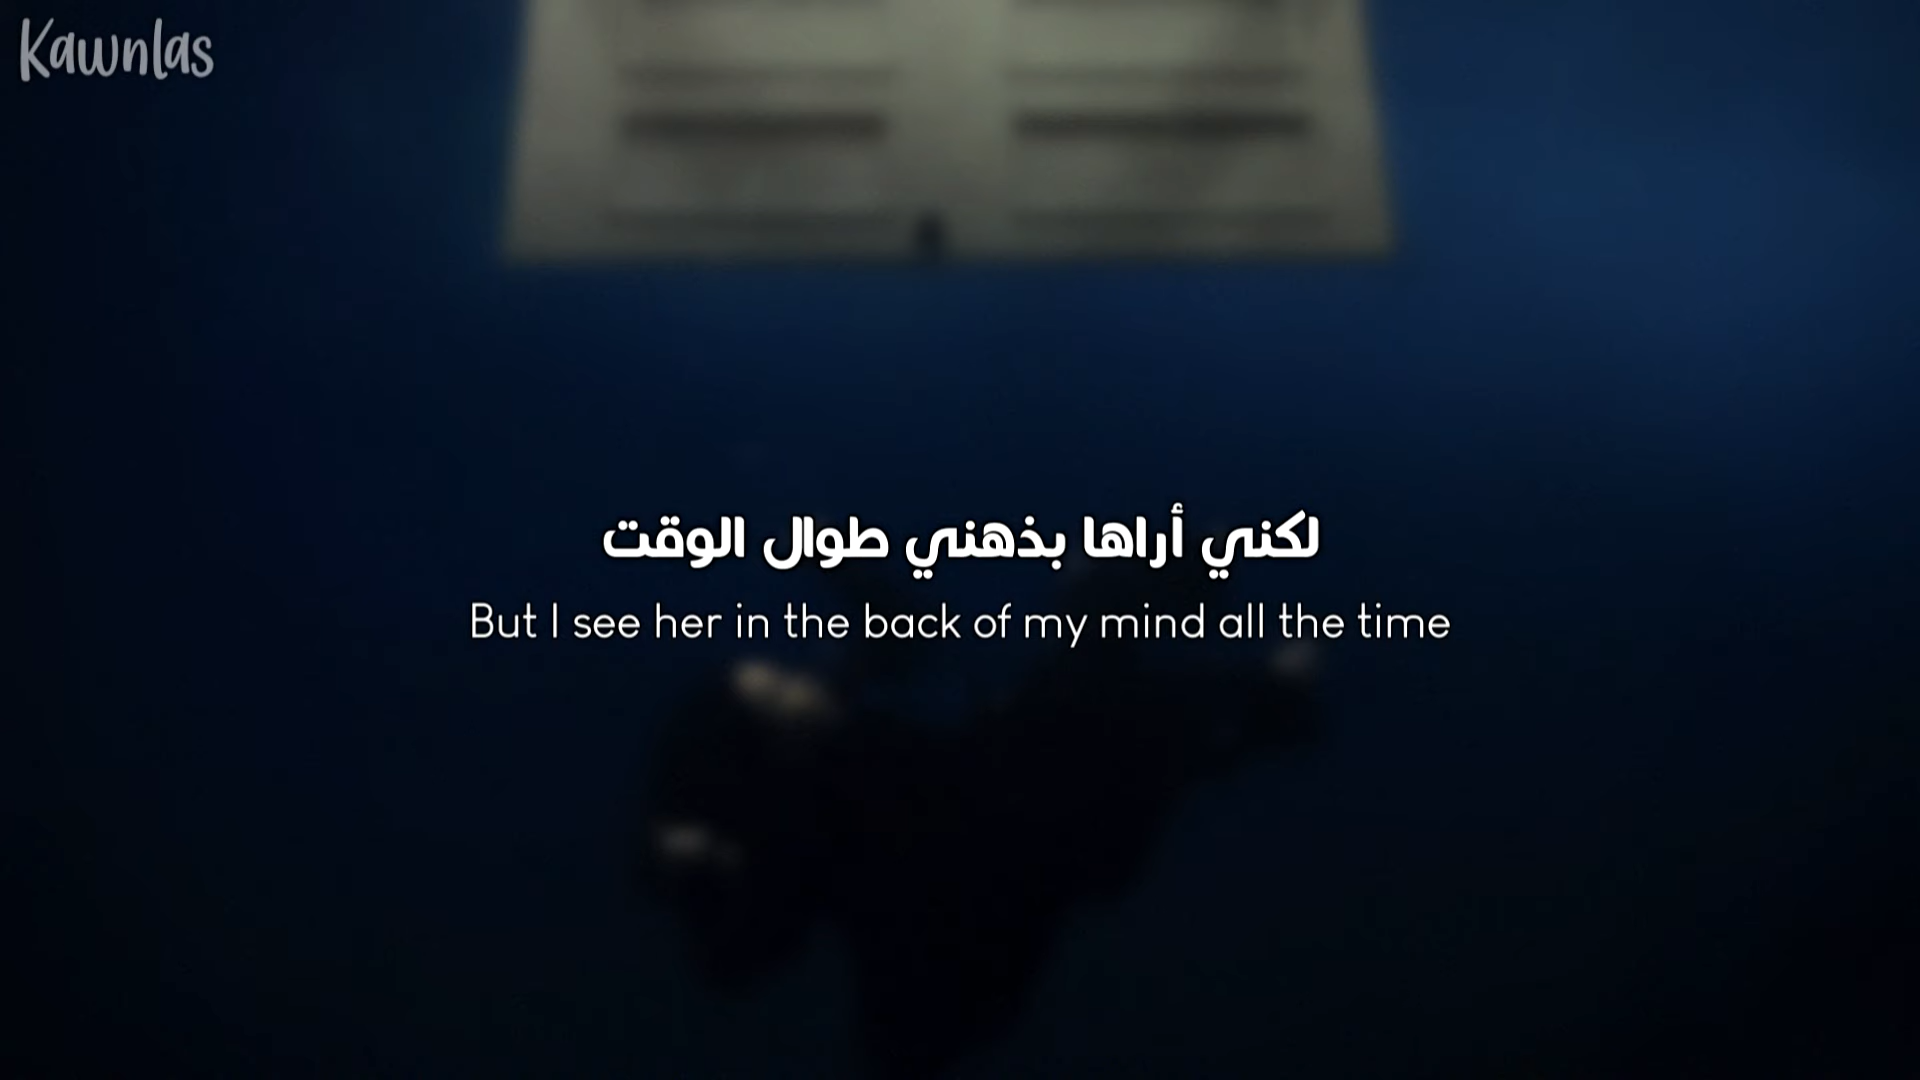 Kawnlas
لكني أراها بذهني طوال الوقت
But I see her in the back of my mind all the time